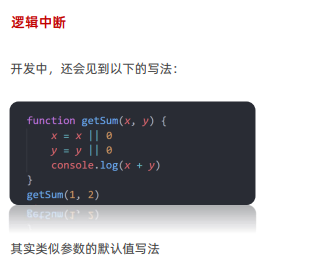 逻辑中断
开发中，还会见到以下的写法：
function getSum(x, y) {
    x = x || 0
    y = y || 0
    console.log(x + y)
}
getSum(1, 2)
其实类似参数的默认值写法